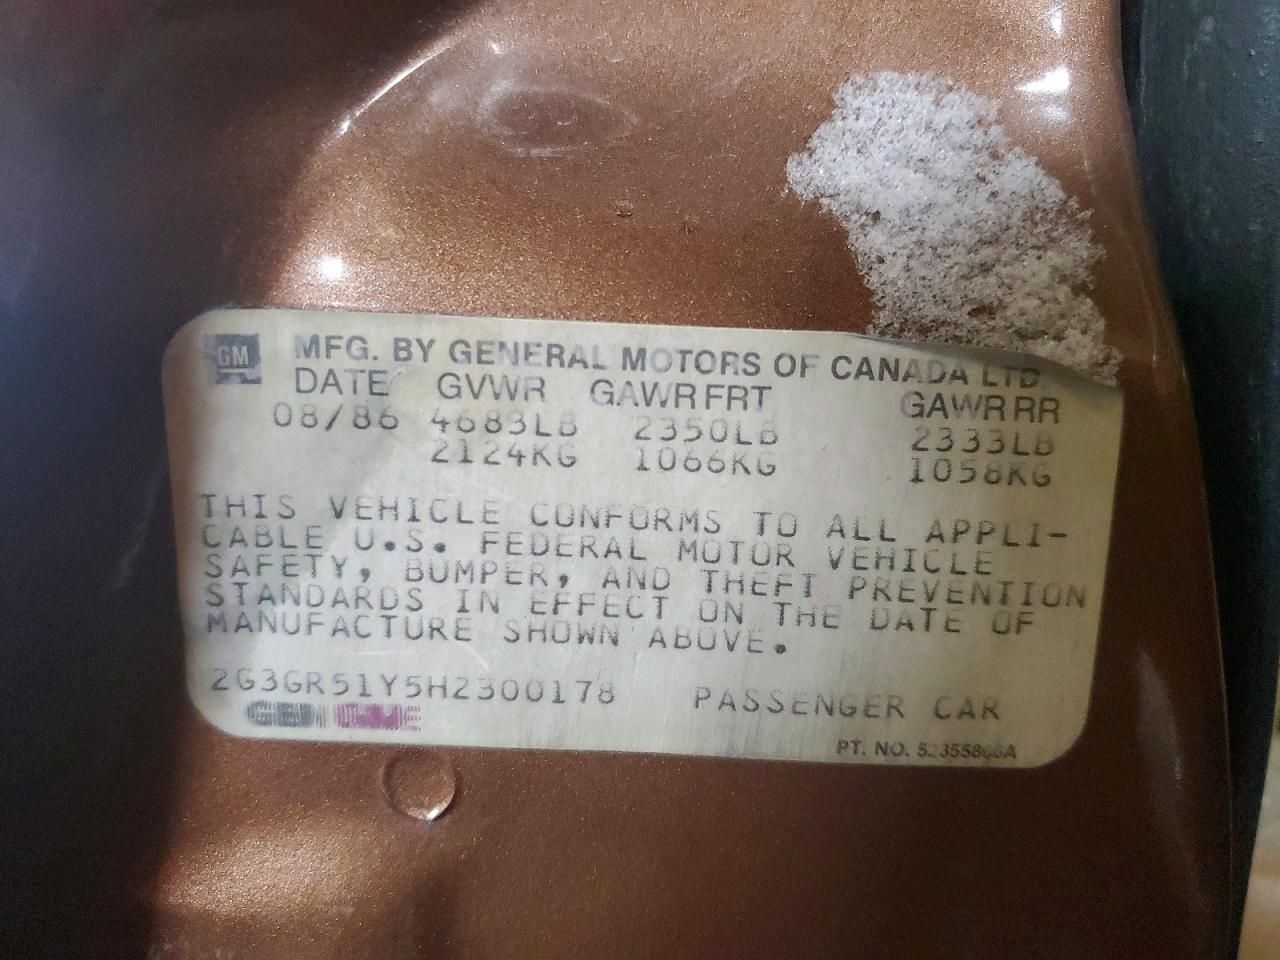 GM MFG. BY GENERAL MOTORS OF CANADA LTD.
DATE GVWR GAWR FRT GAWR RR
08/86 4683LB 2350LB 2333LB
2124KG 1066KG 1058KG
THIS VEHICLE CONFORMS TO ALL APPLI-
CABLE U.S. FEDERAL MOTOR VEHICLE
SAFETY, BUMPER, AND THEFT PREVENTION
STANDARDS IN EFFECT ON THE DATE OF
MANUFACTURE SHOWN ABOVE.
2G3GR51Y5H2300178 PASSENGER CAR
PT. NO.